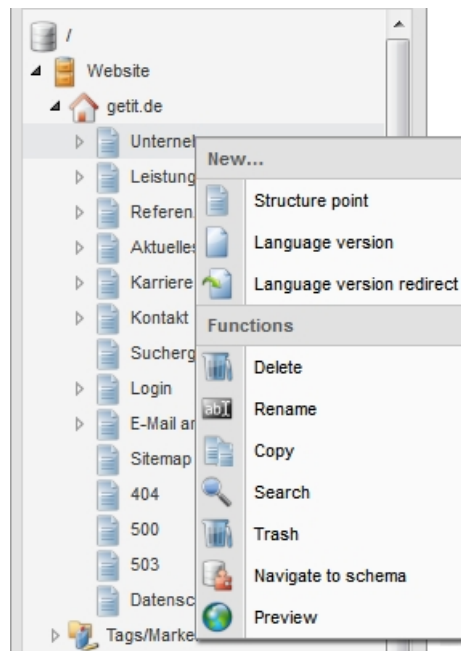 /
Website
getit.de
Unterne
Leistung
Referen
Aktuelles
Karriere
Kontakt
Sucherg
Login
E-Mail an
Sitemap
404
500
503
Datensc
Tags/Marke
New...
Structure point
Language version
Language version redirect
Functions
Delete
Rename
Copy
Search
Trash
Navigate to schema
Preview